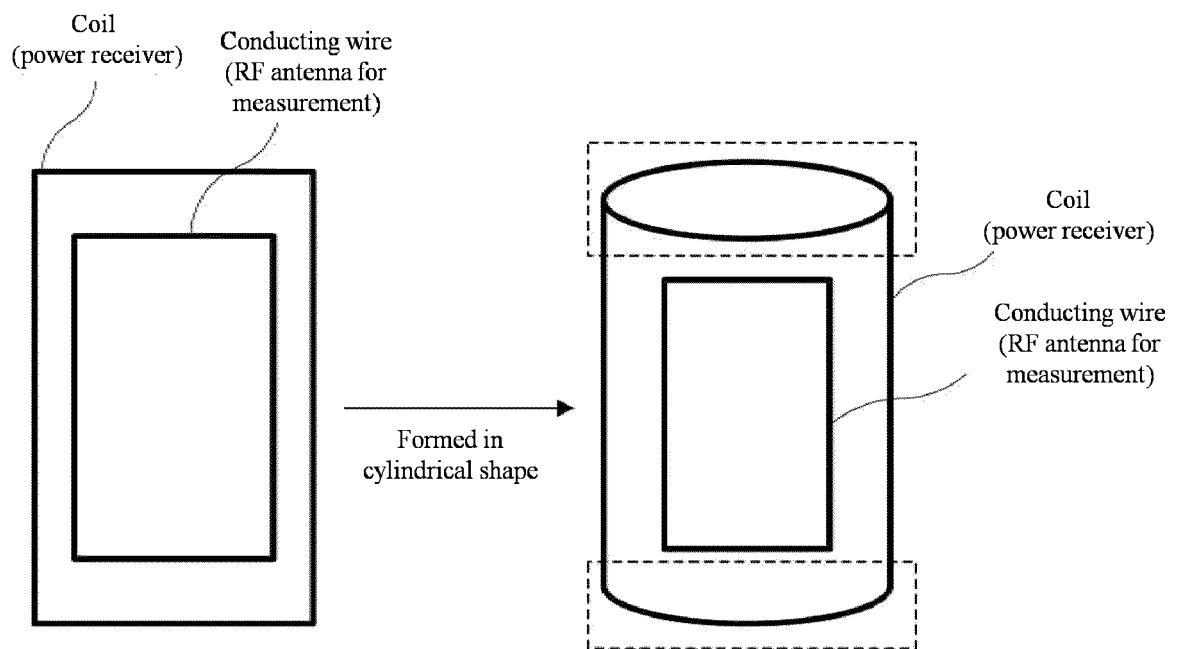 Coil
(power receiver)
Conducting wire
(RF antenna for
measurement)
Formed in
cylindrical shape
Coil
(power receiver)
Conducting wire
(RF antenna for
measurement)